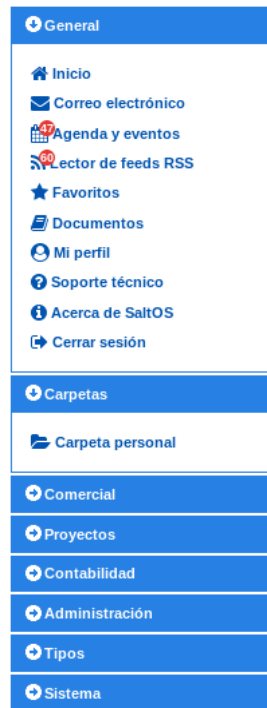 General
Inicio
Correo electrónico
47
Agenda y eventos
60
Lector de feeds RSS
Favoritos
Documentos
Mi perfil
Soporte técnico
Acerca de SaltOS
Cerrar sesión
Carpetas
Carpeta personal
Comercial
Proyectos
Contabilidad
Administración
Tipos
Sistema